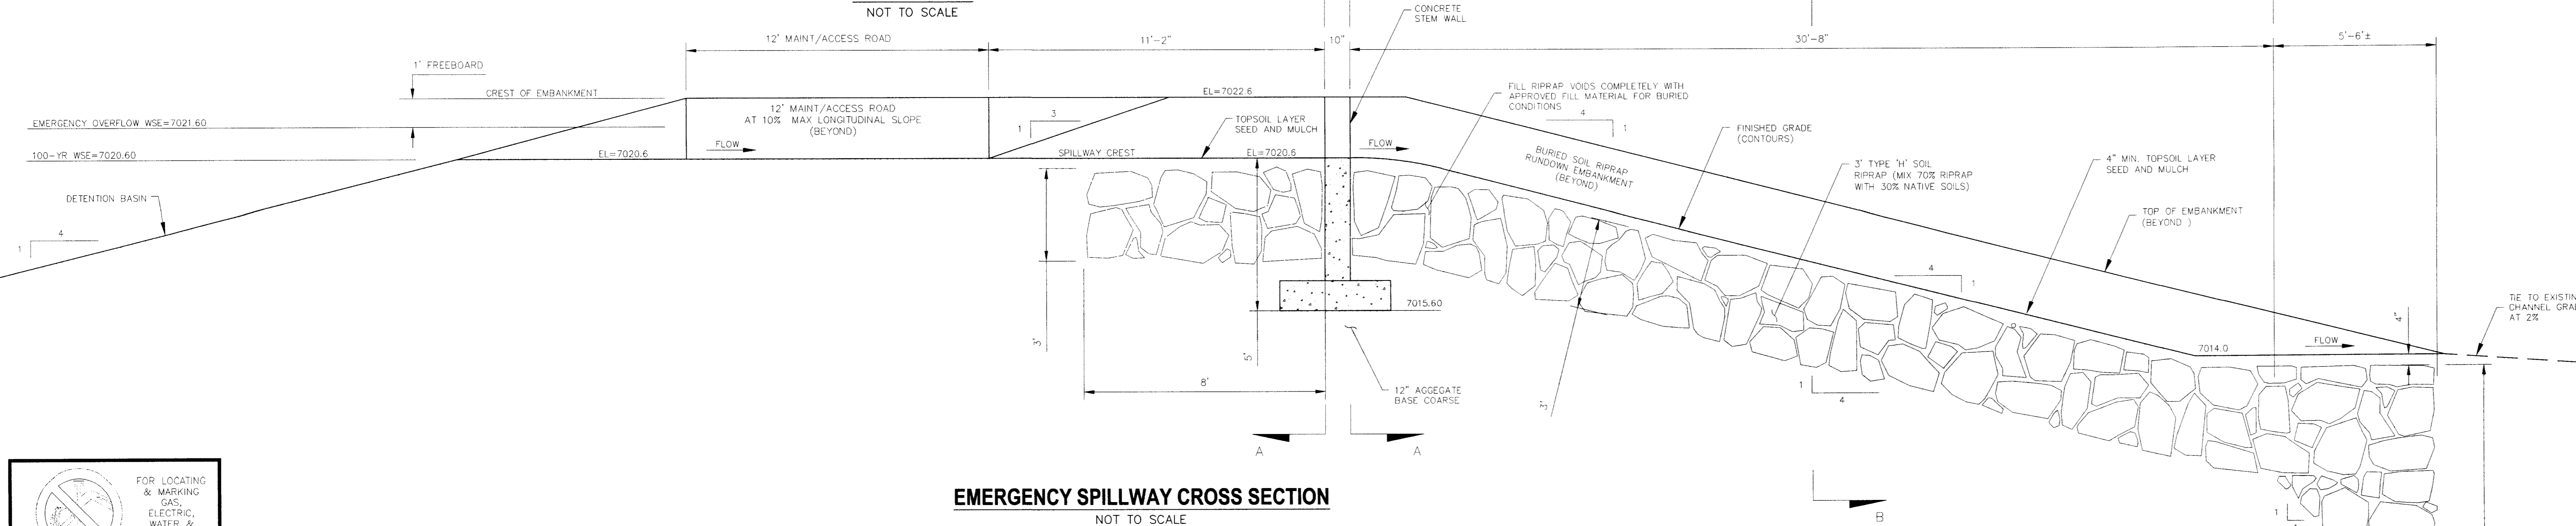 NOT TO SCALE
CONCRETE
STEM WALL
12' MAINT/ACCESS ROAD
11'-2"
10"
30'-8"
5'-6'±
1' FREEBOARD
CREST OF EMBANKMENT
EL=7022.6
12' MAINT/ACCESS ROAD
AT 10% MAX LONGITUDINAL SLOPE
(BEYOND)
FILL RIPRAP VOIDS COMPLETELY WITH
APPROVED FILL MATERIAL FOR BURIED
CONDITIONS
EMERGENCY OVERFLOW WSE=7021.60
3
1
TOPSOIL LAYER
SEED AND MULCH
4
1
FINISHED GRADE
(CONTOURS)
FLOW
FLOW
100-YR WSE=7020.60
EL=7020.6
SPILLWAY CREST
EL=7020.6
BURIED SOIL RIPRAP
RUNDOWN EMBANKMENT
(BEYOND)
3' TYPE 'H' SOIL
RIPRAP (MIX 70% RIPRAP
WITH 30% NATIVE SOILS)
4" MIN. TOPSOIL LAYER
SEED AND MULCH
DETENTION BASIN
TOP OF EMBANKMENT
(BEYOND )
4
1
4
1
7015.60
TIE TO EXISTIN
CHANNEL GRA
AT 2%
4"
3'
5'
7014.0
FLOW
8'
12" AGGEGATE
BASE COARSE
3'
1
4
A
A
FOR LOCATING
& MARKING
GAS,
ELECTRIC,
WATER &
EMERGENCY SPILLWAY CROSS SECTION
NOT TO SCALE
B
1